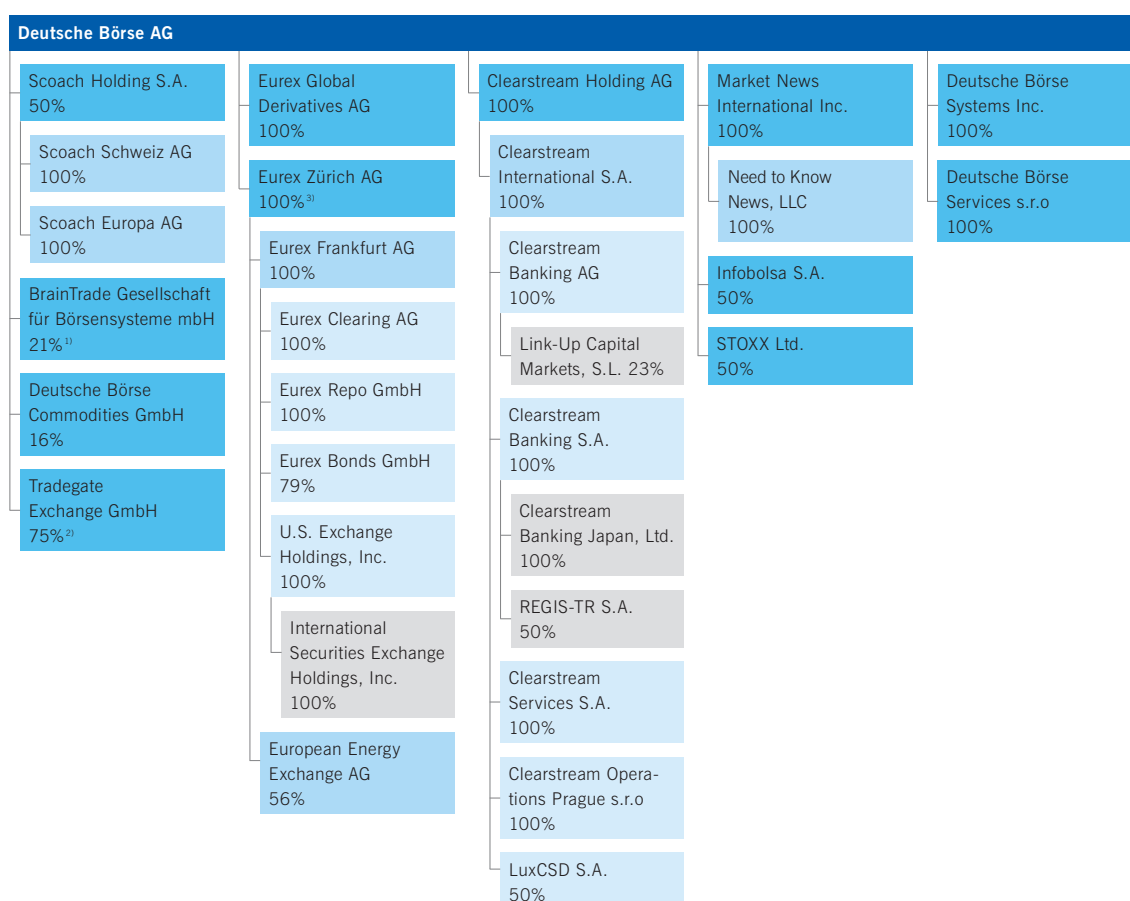 Deutsche Börse AG
Scoach Holding S.A.
50%
Scoach Schweiz AG
100%
Scoach Europa AG
100%
BrainTrade Gesellschaft
für Börsensysteme mbH
21% 1)
Deutsche Börse
Commodities GmbH
16%
Tradegate
Exchange GmbH
75% 2)
Eurex Global
Derivatives AG
100%
Eurex Zürich AG
100% 3)
Eurex Frankfurt AG
100%
Eurex Clearing AG
100%
Eurex Repo GmbH
100%
Eurex Bonds GmbH
79%
U.S. Exchange
Holdings, Inc.
100%
International
Securities Exchange
Holdings, Inc.
100%
European Energy
Exchange AG
56%
Clearstream Holding AG
100%
Clearstream
International S.A.
100%
Clearstream
Banking AG
100%
Link-Up Capital
Markets, S.L. 23%
Clearstream
Banking S.A.
100%
Clearstream
Banking Japan, Ltd.
100%
REGIS-TR S.A.
50%
Clearstream
Services S.A.
100%
Clearstream Opera-
tions Prague s.r.o
100%
LuxCSD S.A.
50%
Market News
International Inc.
100%
Need to Know
News, LLC
100%
Infobolsa S.A.
50%
STOXX Ltd.
50%
Deutsche Börse
Systems Inc.
100%
Deutsche Börse
Services s.r.o
100%